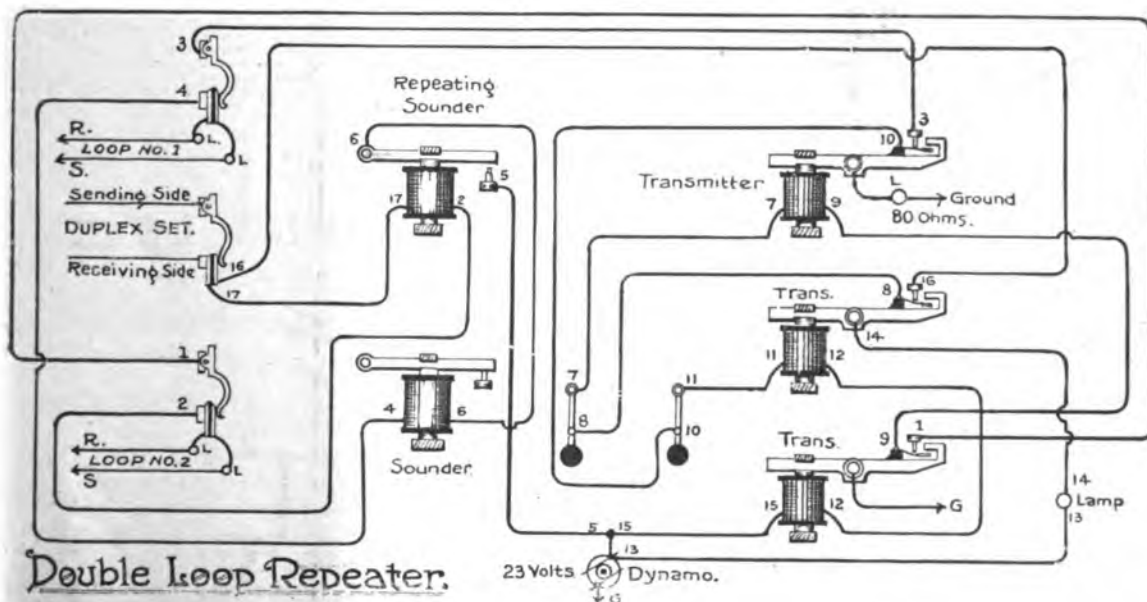 3
4
R.
L.
LOOP NO. 1
S.
L
Sending Side
DUPLEX SET.
Receiving Side
16
17
1
2
R.
L
LOOP NO. 2
S
L
Repeating
Sounder
6
5
17
2
4
6
Sounder
Transmitter
3
10
L
Ground
80 Ohms.
7
9
Trans.
8
16
14
11
12
7
8
11
10
Trans.
9
1
15
12
G
14
Lamp
13
5
15
13
23 Volts
Dynamo.
G
Double Loop Repeater.